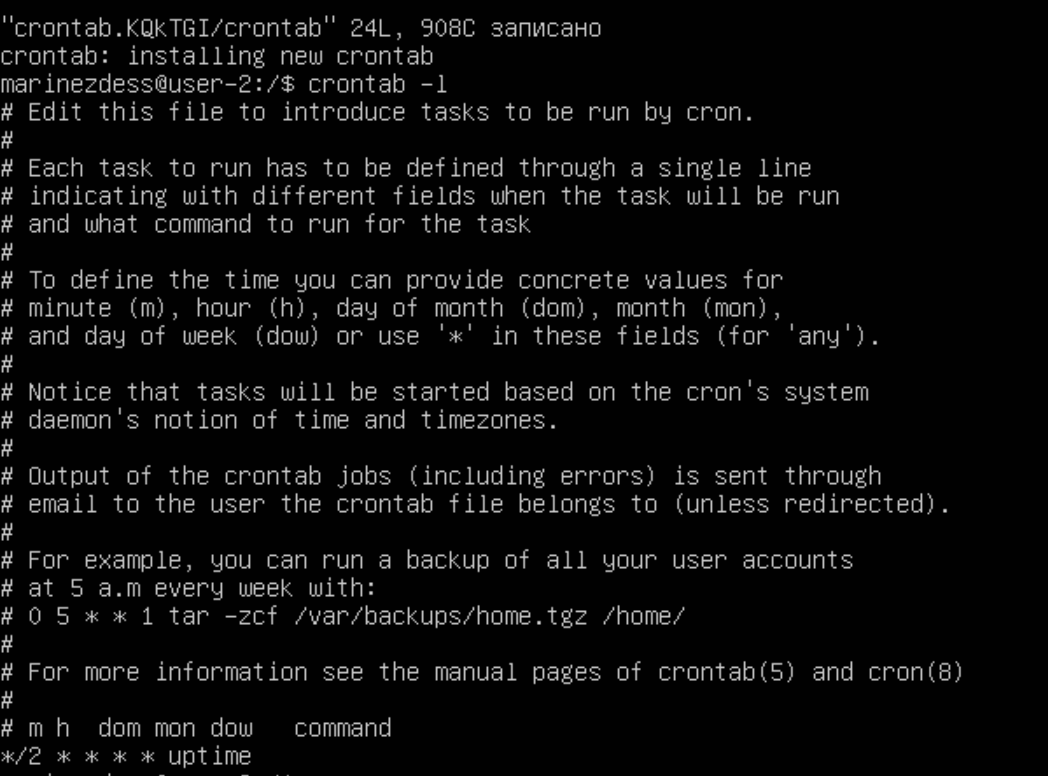 "crontab.KQkTGI/crontab" 24L, 908C записано
crontab: installing new crontab
marinezdess@user-2:/$ crontab -l
# Edit this file to introduce tasks to be run by cron.
#
# Each task to run has to be defined through a single line
# indicating with different fields when the task will be run
# and what command to run for the task
#
# To define the time you can provide concrete values for
# minute (m), hour (h), day of month (dom), month (mon),
# and day of week (dow) or use '*' in these fields (for 'any').
#
# Notice that tasks will be started based on the cron's system
# daemon's notion of time and timezones.
#
# Output of the crontab jobs (including errors) is sent through
# email to the user the crontab file belongs to (unless redirected).
#
# For example, you can run a backup of all your user accounts
# at 5 a.m every week with:
# 0 5 * * 1 tar -zcf /var/backups/home.tgz /home/
#
# For more information see the manual pages of crontab(5) and cron(8)
#
# m h  dom mon dow   command
*/2 * * * * uptime